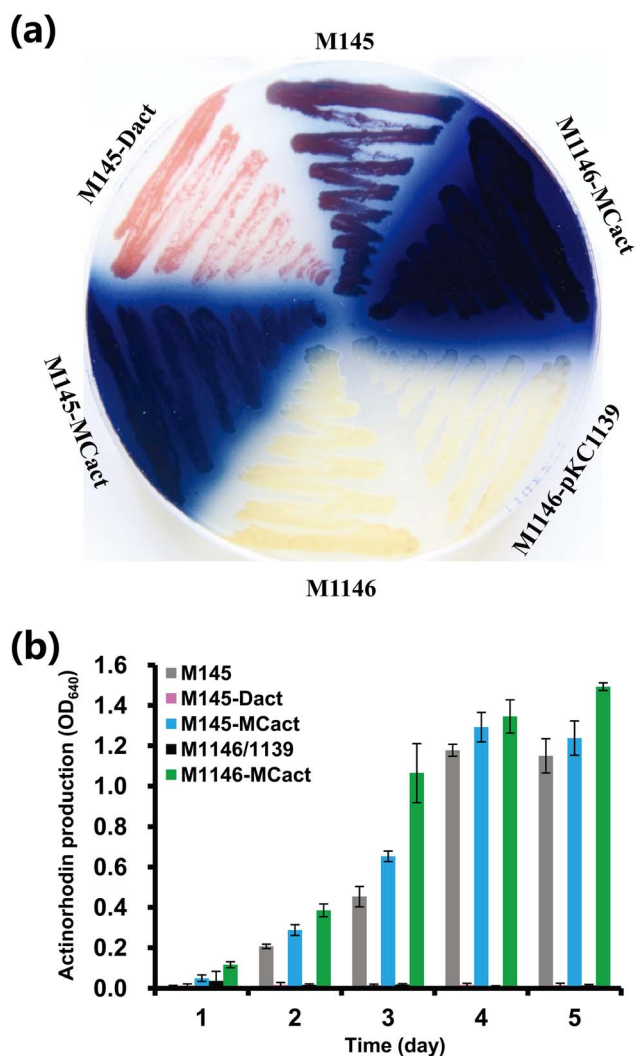 (a)
M145
M145-Dact
M1146-MCact
M145-MCact
M1146-pKC1139
M1146
(b)
Actinorhodin production (OD640)
1.6
1.4
1.2
1.0
0.8
0.6
0.4
0.2
0.0
M145
M145-Dact
M145-MCact
M1146/1139
M1146-MCact
1 2 3 4 5
Time (day)